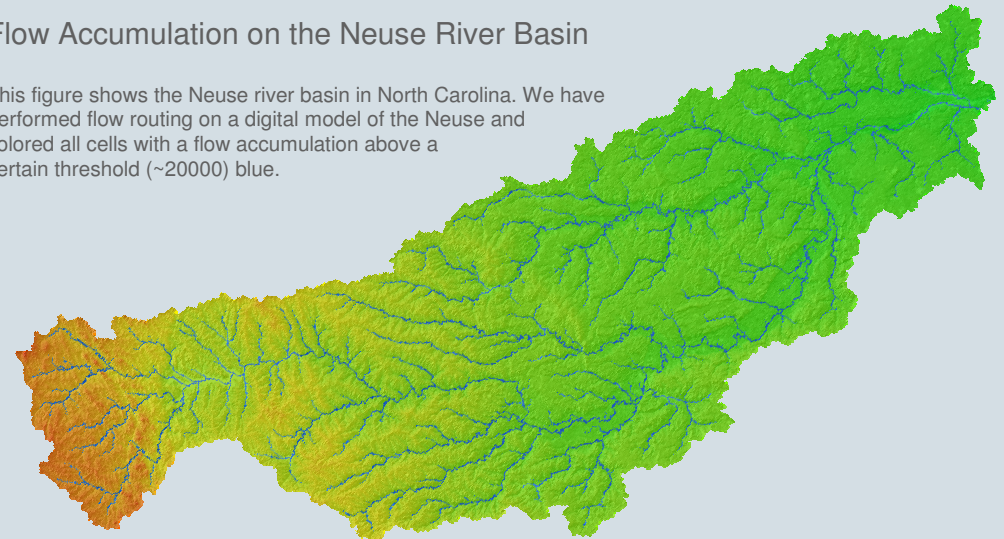 Flow Accumulation on the Neuse River Basin
his figure shows the Neuse river basin in North Carolina. We have
erformed flow routing on a digital model of the Neuse and
olored all cells with a flow accumulation above a
ertain threshold (~20000) blue.